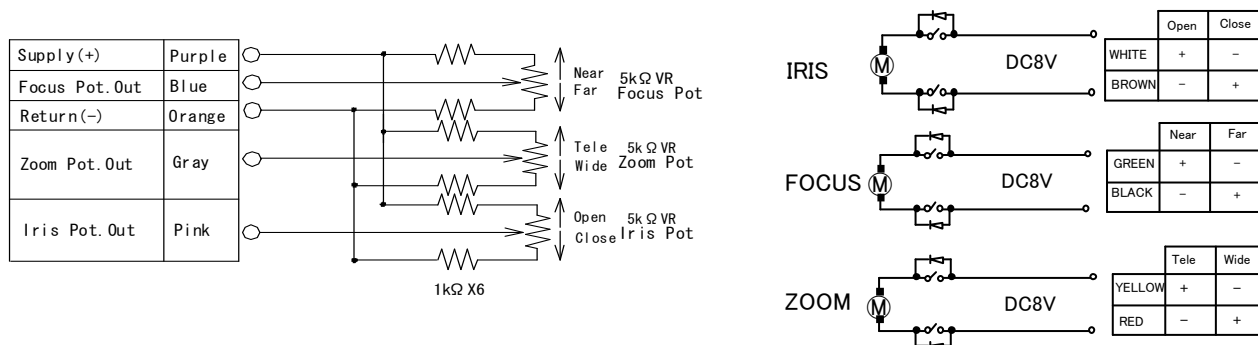 Supply(+) Purple
Focus Pot.Out Blue
Return(-) Orange
Zoom Pot.Out Gray
Iris Pot.Out Pink
Near
Far
5kΩ VR
Focus Pot
Tele
Wide
5kΩ VR
Zoom Pot
Open
Close
5kΩ VR
Iris Pot
1kΩ X6
IRIS
M
DC8V
Open Close
WHITE + -
BROWN - +
FOCUS
M
DC8V
Near Far
GREEN + -
BLACK - +
ZOOM
M
DC8V
Tele Wide
YELLOW + -
RED - +